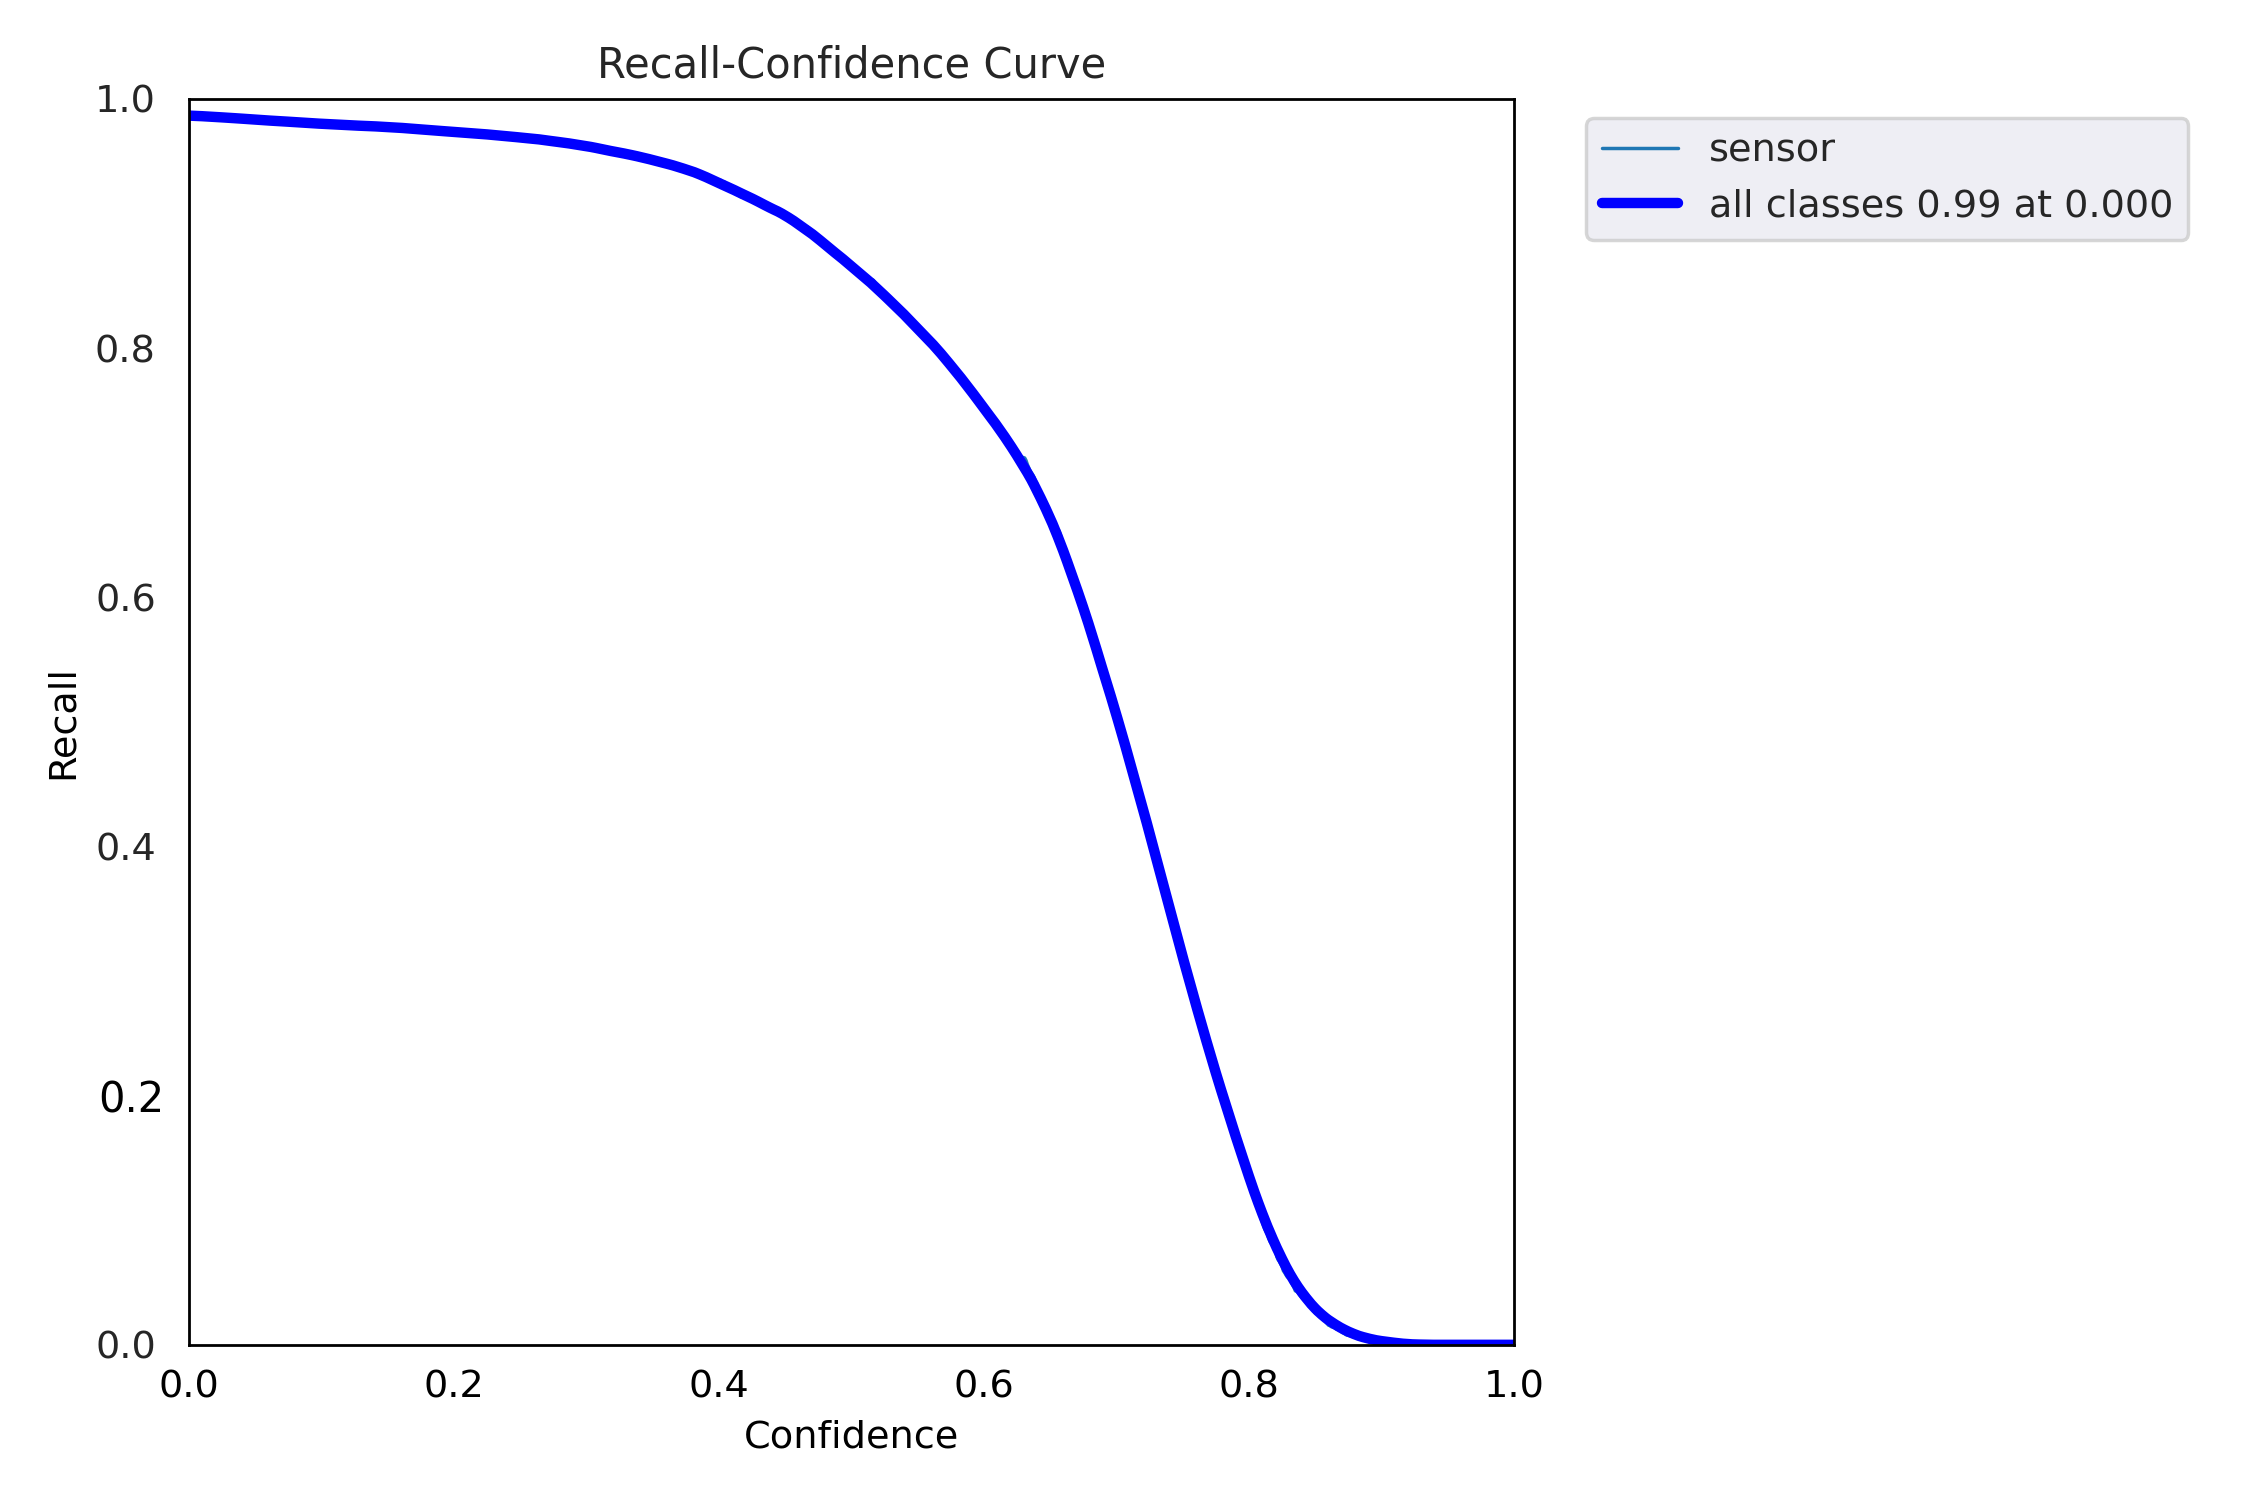 Recall-Confidence Curve
1.0
0.8
0.6
0.4
0.2
0.0
Recall
0.0 0.2 0.4 0.6 0.8 1.0
Confidence
sensor
all classes 0.99 at 0.000